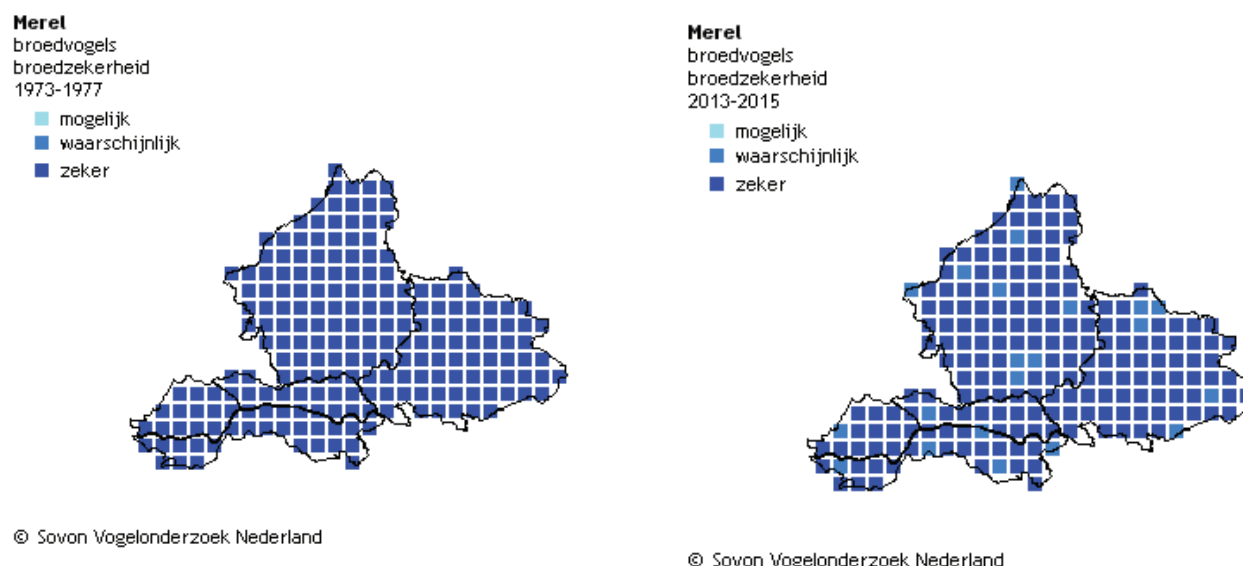 Merel
broedvogels
broedzekerheid
1973-1977
mogelijk
waarschijnlijk
zeker
© Sovon Vogelonderzoek Nederland
Merel
broedvogels
broedzekerheid
2013-2015
mogelijk
waarschijnlijk
zeker
© Sovon Vogelonderzoek Nederland